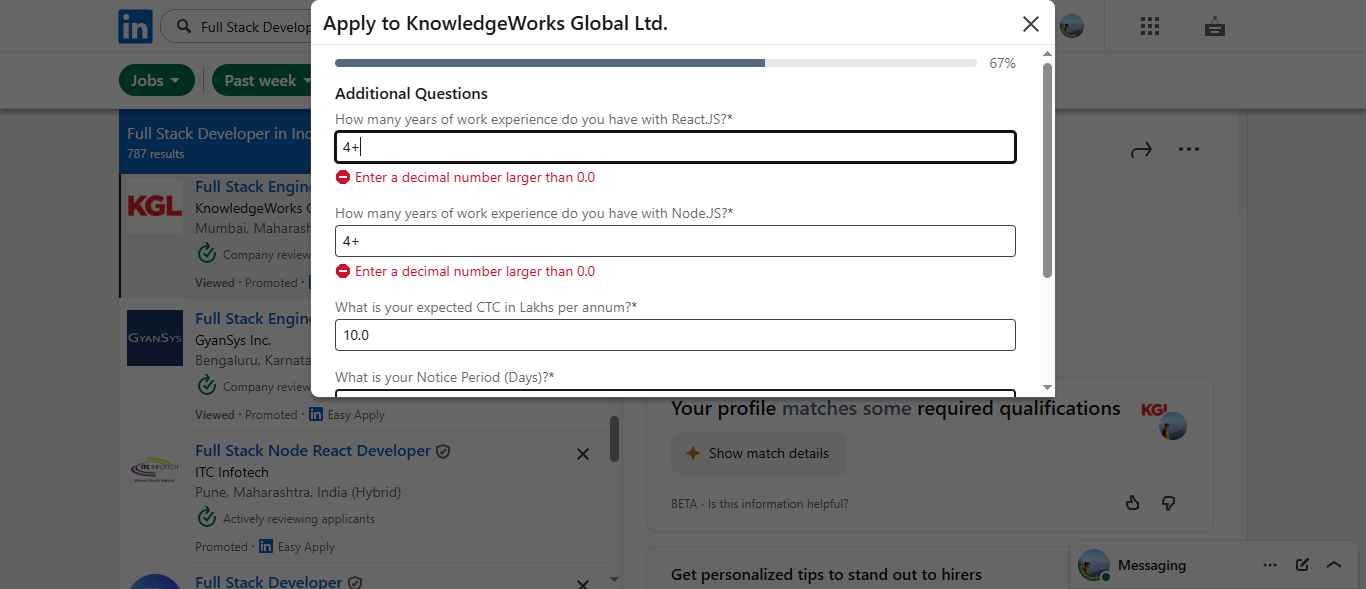 Apply to KnowledgeWorks Global Ltd.
67%
Additional Questions
How many years of work experience do you have with React.JS?*
4+
Enter a decimal number larger than 0.0
How many years of work experience do you have with Node.JS?*
4+
Enter a decimal number larger than 0.0
What is your expected CTC in Lakhs per annum?*
10.0
What is your Notice Period (Days)?*
in
Full Stack Develop
Jobs
Past week
Full Stack Developer in Ind
787 results
KGL
Full Stack Engin
KnowledgeWorks G
Mumbai, Maharash
Company review
Viewed · Promoted ·
GYANSYS
Full Stack Engin
GyanSys Inc.
Bengaluru, Karnata
Company review
Viewed · Promoted · in Easy Apply
ITC INFOTECH
Full Stack Node React Developer
ITC Infotech
Pune, Maharashtra, India (Hybrid)
Actively reviewing applicants
Promoted · in Easy Apply
Full Stack Developer
Your profile matches some required qualifications
KGL
Show match details
BETA · Is this information helpful?
Get personalized tips to stand out to hirers
Messaging